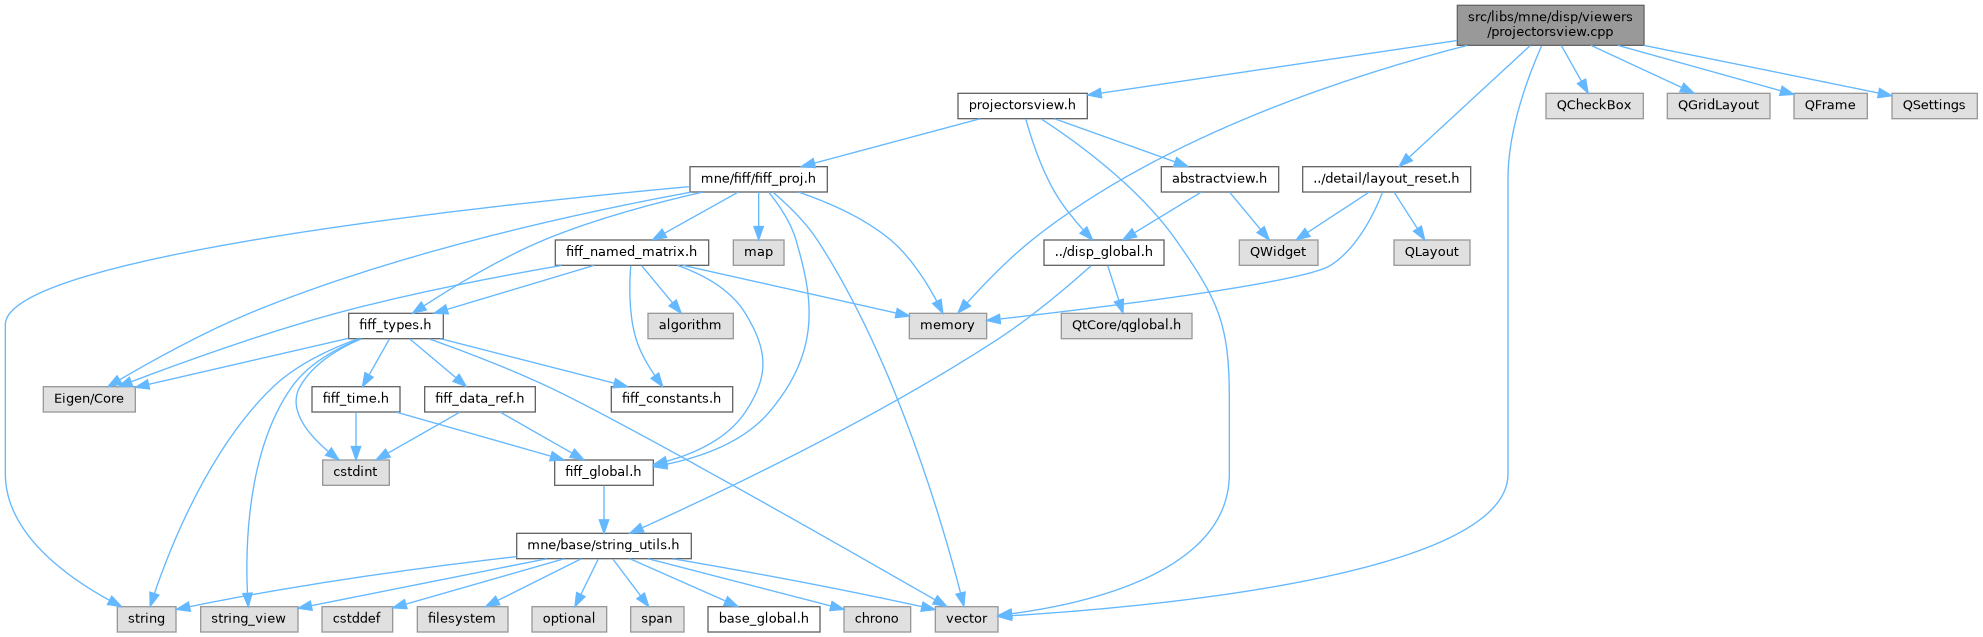 src/libs/mne/disp/viewers
/projectorsview.cpp
projectorsview.h
QCheckBox
QGridLayout
QFrame
QSettings
mne/fiff/fiff_proj.h
abstractview.h
../detail/layout_reset.h
fiff_named_matrix.h
map
../disp_global.h
QWidget
QLayout
fiff_types.h
algorithm
memory
QtCore/qglobal.h
Eigen/Core
fiff_time.h
fiff_data_ref.h
fiff_constants.h
cstdint
fiff_global.h
mne/base/string_utils.h
string
string_view
cstddef
filesystem
optional
span
base_global.h
chrono
vector